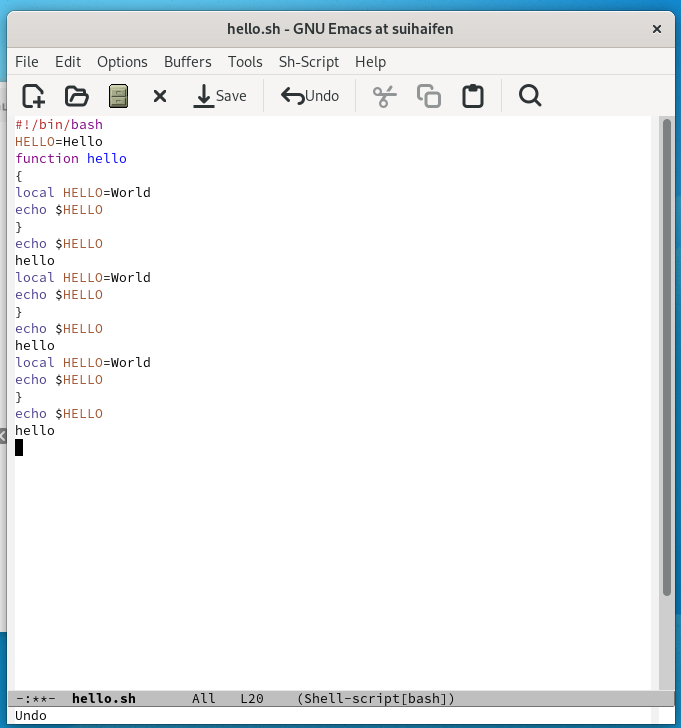 hello.sh - GNU Emacs at suihaifen
File Edit Options Buffers Tools Sh-Script Help
Save Undo
#!/bin/bash
HELLO=Hello
function hello
{
local HELLO=World
echo $HELLO
}
echo $HELLO
hello
local HELLO=World
echo $HELLO
}
echo $HELLO
hello
local HELLO=World
echo $HELLO
}
echo $HELLO
hello
-:**- hello.sh All L20 (Shell-script[bash])
Undo